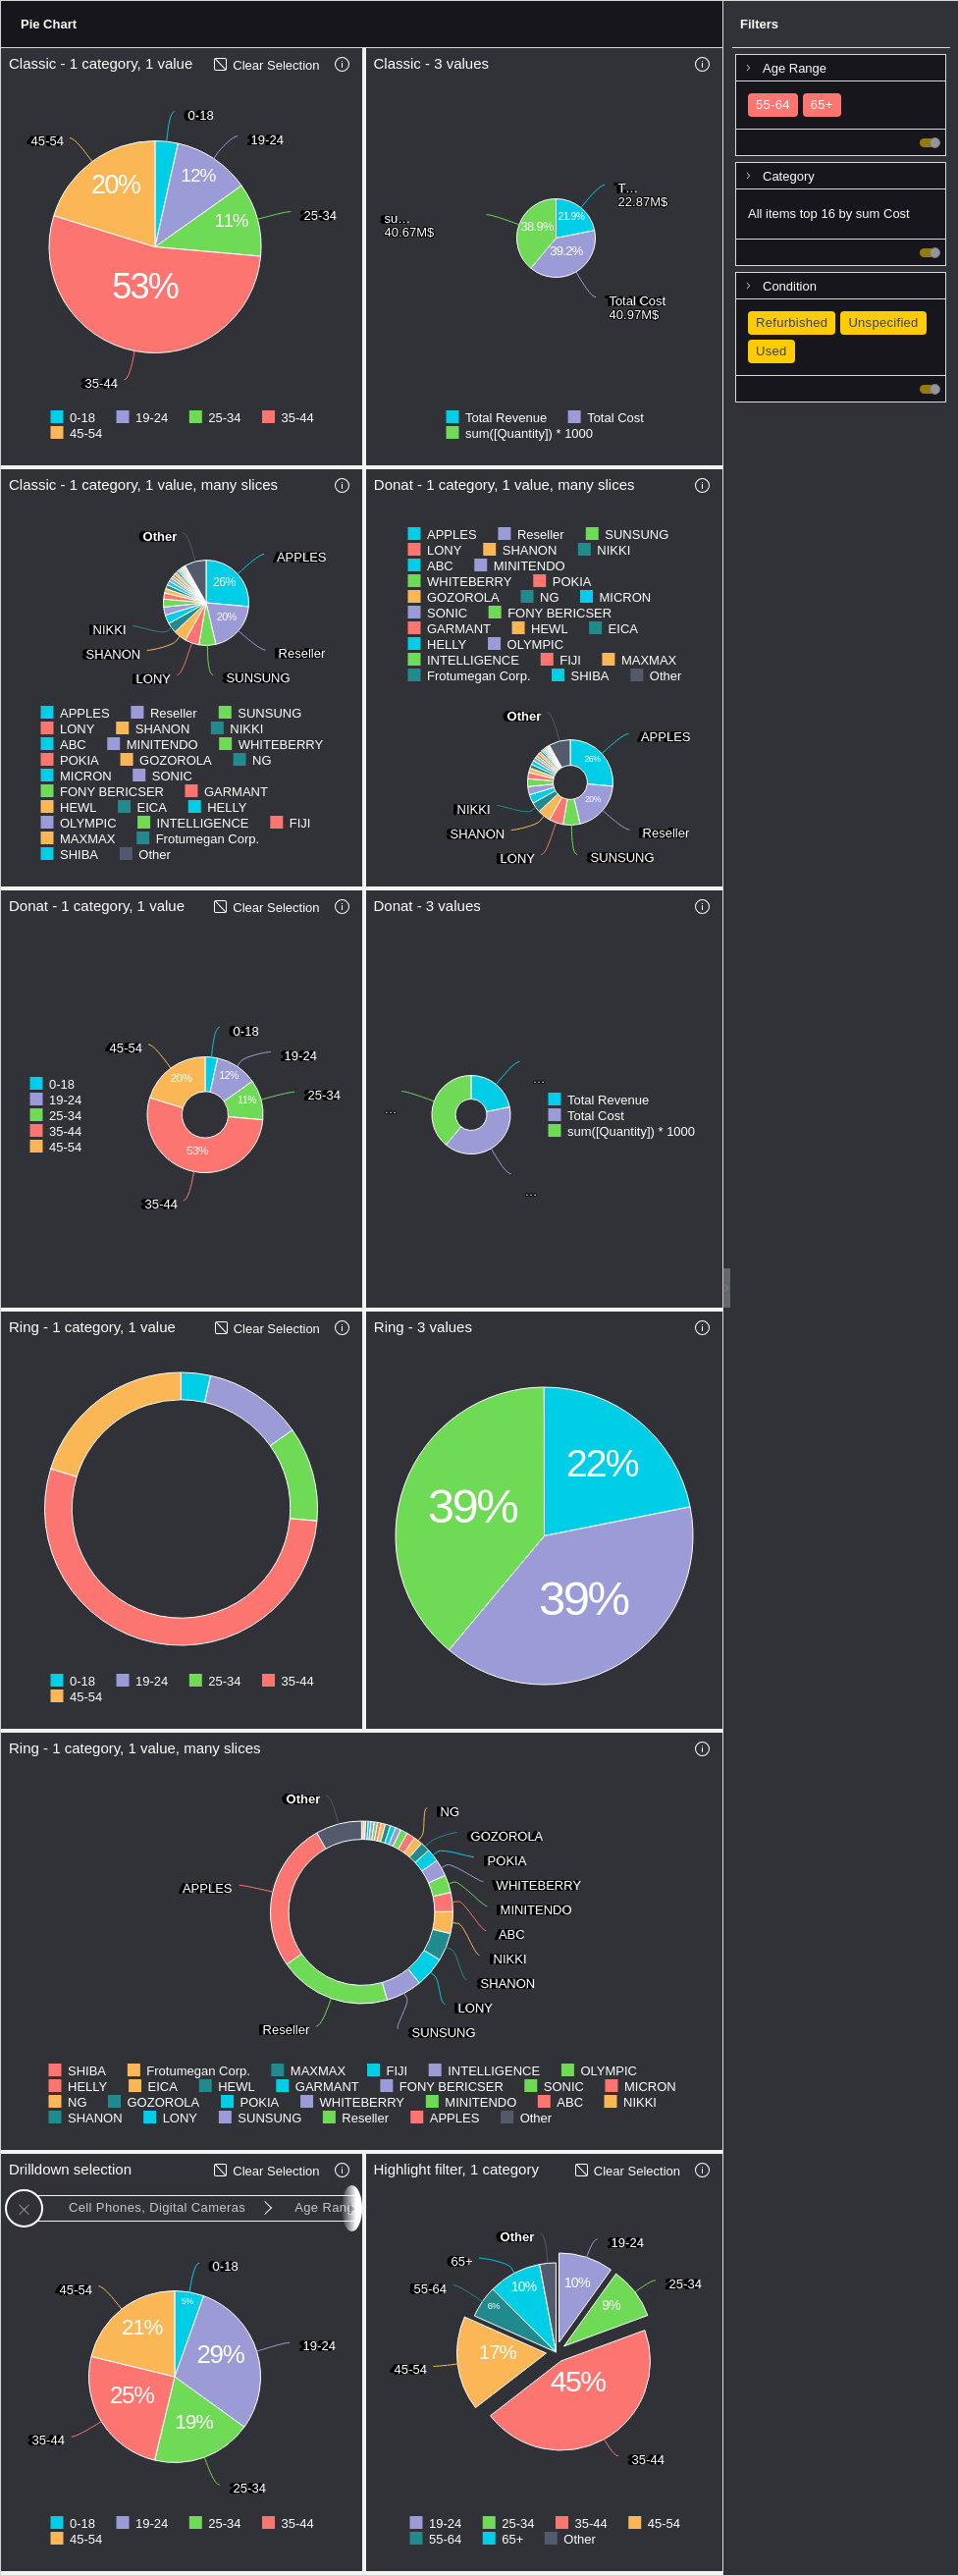 Pie Chart
Classic - 1 category, 1 value
Clear Selection
0-18
45-54
19-24
20%
12%
11%
25-34
53%
35-44
0-18 19-24 25-34 35-44
45-54
Classic - 3 values
T...
22.87M$
su...
40.67M$
21.9%
38.9%
39.2%
Total Cost
40.97M$
Total Revenue Total Cost
sum([Quantity]) * 1000
Classic - 1 category, 1 value, many slices
Other
APPLES
26%
20%
NIKKI
SHANON
Reseller
LONY
SUNSUNG
APPLES Reseller SUNSUNG
LONY SHANON NIKKI
ABC MINITENDO WHITEBERRY
POKIA GOZOROLA NG
MICRON SONIC
FONY BERICSER GARMANT
HEWL EICA HELLY
OLYMPIC INTELLIGENCE FIJI
MAXMAX Frotumegan Corp.
SHIBA Other
Donat - 1 category, 1 value, many slices
APPLES Reseller SUNSUNG
LONY SHANON NIKKI
ABC MINITENDO
WHITEBERRY POKIA
GOZOROLA NG MICRON
SONIC FONY BERICSER
GARMANT HEWL EICA
HELLY OLYMPIC
INTELLIGENCE FIJI MAXMAX
Frotumegan Corp. SHIBA Other
Other
APPLES
26%
20%
NIKKI
SHANON
Reseller
LONY
SUNSUNG
Donat - 1 category, 1 value
Clear Selection
0-18
45-54
19-24
20%
12%
11%
25-34
53%
35-44
0-18
19-24
25-34
35-44
45-54
Donat - 3 values
...
...
...
Total Revenue
Total Cost
sum([Quantity]) * 1000
Ring - 1 category, 1 value
Clear Selection
0-18 19-24 25-34 35-44
45-54
Ring - 3 values
22%
39%
39%
Ring - 1 category, 1 value, many slices
Other
NG
GOZOROLA
POKIA
APPLES
WHITEBERRY
MINITENDO
ABC
NIKKI
SHANON
LONY
Reseller
SUNSUNG
SHIBA Frotumegan Corp. MAXMAX FIJI INTELLIGENCE OLYMPIC
HELLY EICA HEWL GARMANT FONY BERICSER SONIC MICRON
NG GOZOROLA POKIA WHITEBERRY MINITENDO ABC NIKKI
SHANON LONY SUNSUNG Reseller APPLES Other
Drilldown selection
Clear Selection
Cell Phones, Digital Cameras
Age Rang
0-18
45-54
5%
21%
29%
19-24
25%
19%
35-44
25-34
0-18 19-24 25-34 35-44
45-54
Highlight filter, 1 category
Clear Selection
Other
19-24
65+
55-64
25-34
10%
10%
6%
9%
17%
45-54
45%
35-44
19-24 25-34 35-44 45-54
55-64 65+ Other
Filters
Age Range
55-64 65+
Category
All items top 16 by sum Cost
Condition
Refurbished Unspecified
Used